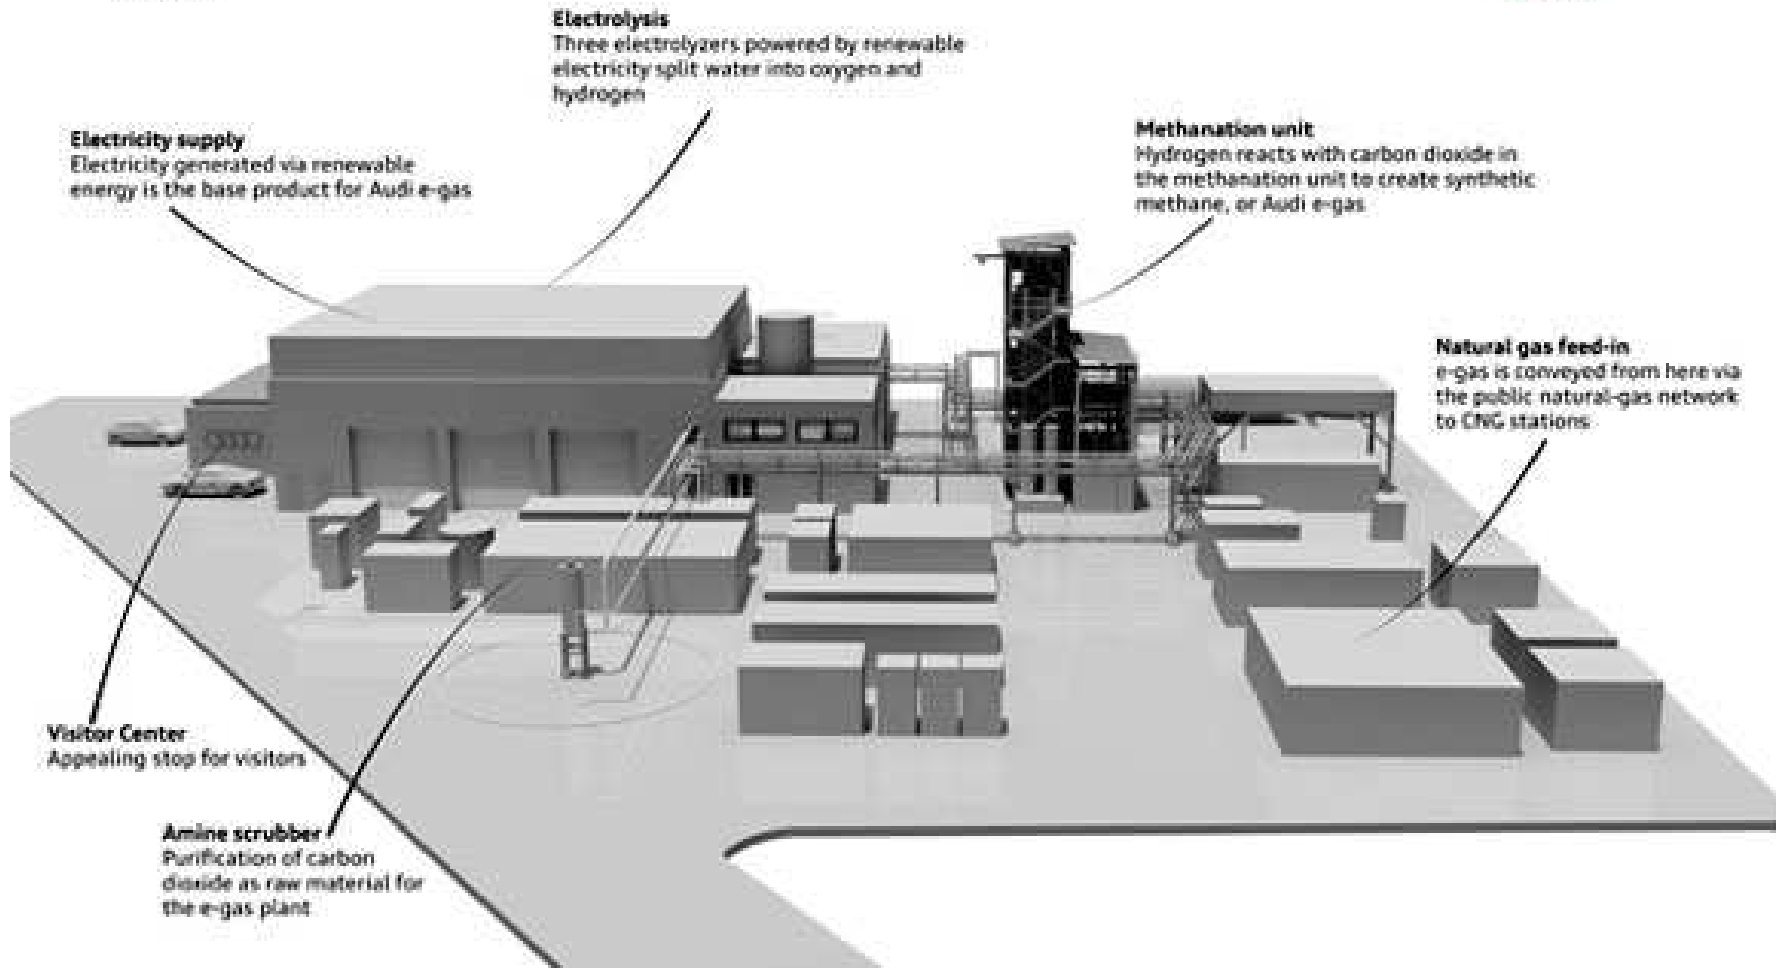 Electrolysis
Three electrolyzers powered by renewable
electricity split water into oxygen and
hydrogen
Electricity supply
Electricity generated via renewable
energy is the base product for Audi e-gas
Methanation unit
Hydrogen reacts with carbon dioxide in
the methanation unit to create synthetic
methane, or Audi e-gas
Natural gas feed-in
e-gas is conveyed from here via
the public natural-gas network
to CNG stations
Visitor Center
Appealing stop for visitors
Amine scrubber
Purification of carbon
dioxide as raw material for
the e-gas plant